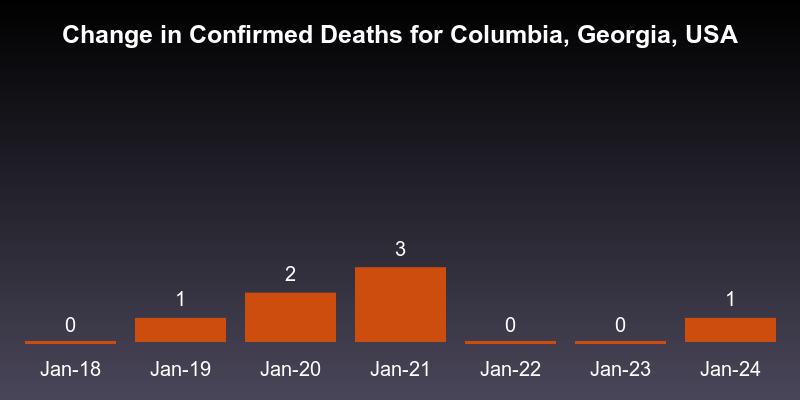 Change in Confirmed Deaths for Columbia, Georgia, USA
3
2
1 1
0 0 0
Jan-18 Jan-19 Jan-20 Jan-21 Jan-22 Jan-23 Jan-24